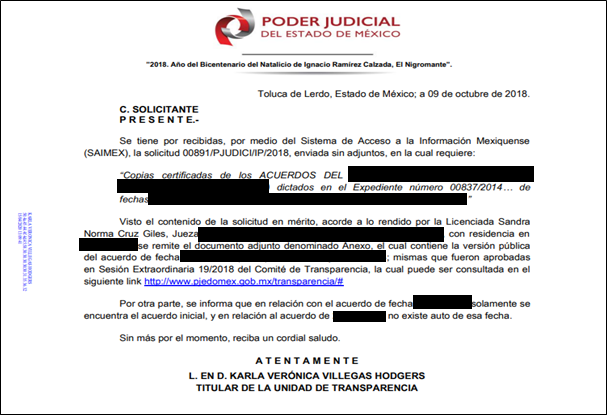 PODER JUDICIAL
DEL ESTADO DE MÉXICO
"2018. Año del Bicentenario del Natalicio de Ignacio Ramírez Calzada, El Nigromante".
Toluca de Lerdo, Estado de México; a 09 de octubre de 2018.
C. SOLICITANTE
P R E S E N T E.-
Se tiene por recibidas, por medio del Sistema de Acceso a la Información Mexiquense
(SAIMEX), la solicitud 00891/PJUDICI/IP/2018, enviada sin adjuntos, en la cual requiere:
"Copias certificadas de los ACUERDOS DEL
dictados en el Expediente número 00837/2014… de
fechas "
Visto el contenido de la solicitud en mérito, acorde a lo rendido por la Licenciada Sandra
Norma Cruz Giles, Jueza con residencia en
se remite el documento adjunto denominado Anexo, el cual contiene la versión pública
del acuerdo de fecha ; mismas que fueron aprobadas
en Sesión Extraordinaria 19/2018 del Comité de Transparencia, la cual puede ser consultada en el
siguiente link http://www.pjedomex.gob.mx/transparencia/#
Por otra parte, se informa que en relación con el acuerdo de fecha solamente se
encuentra el acuerdo inicial, y en relación al acuerdo de no existe auto de esa fecha.
Sin más por el momento, reciba un cordial saludo.
A T E N T A M E N T E
L. EN D. KARLA VERÓNICA VILLEGAS HODGERS
TITULAR DE LA UNIDAD DE TRANSPARENCIA